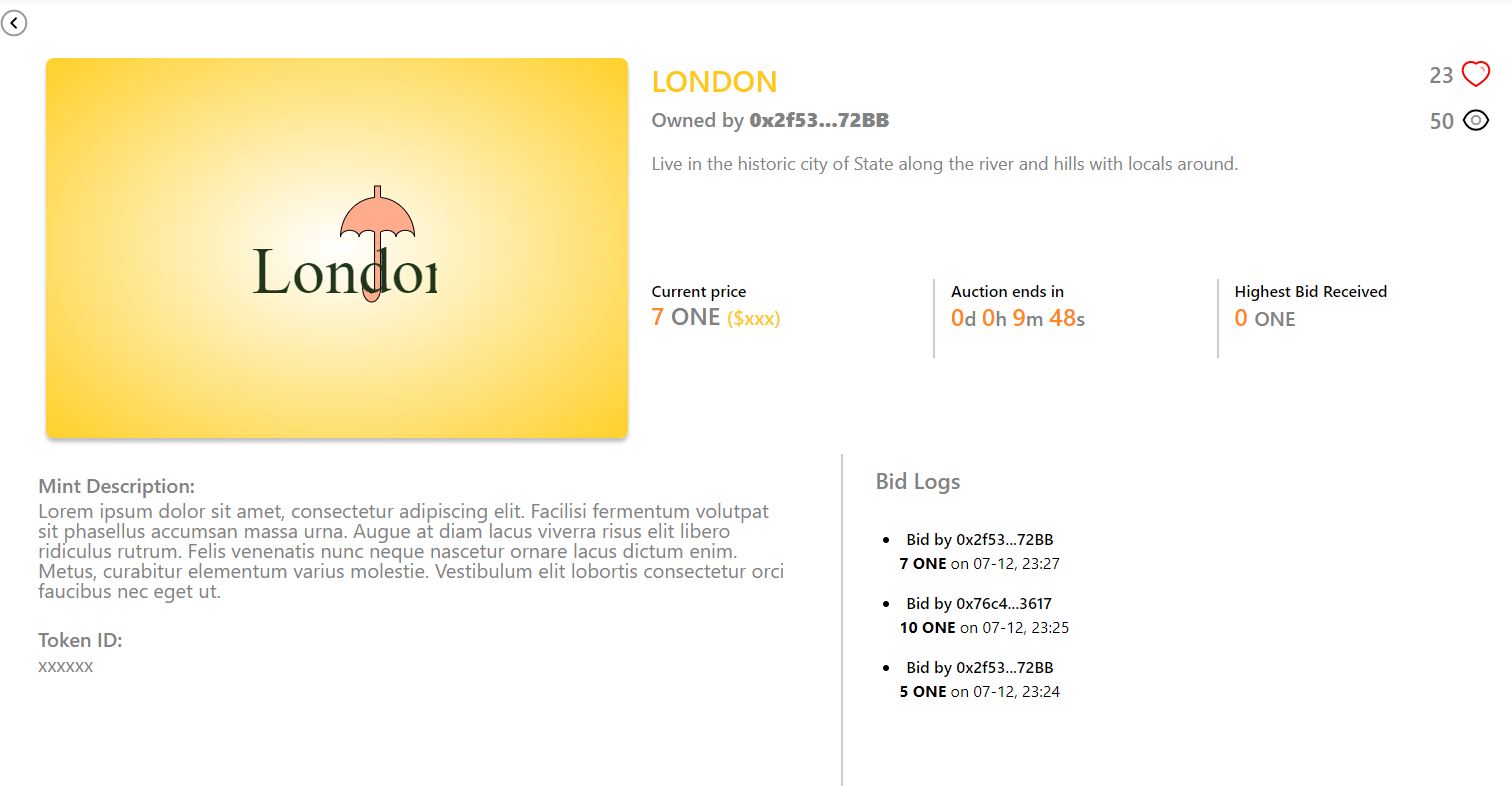 LONDON
23
Owned by 0x2f53...72BB
50
Live in the historic city of State along the river and hills with locals around.
London
Current price
7 ONE ($xxx)
Auction ends in
0d 0h 9m 48s
Highest Bid Received
0 ONE
Mint Description:
Lorem ipsum dolor sit amet, consectetur adipiscing elit. Facilisi fermentum volutpat
sit phasellus accumsan massa urna. Augue at diam lacus viverra risus elit libero
ridiculus rutrum. Felis venenatis nunc neque nascetur ornare lacus dictum enim.
Metus, curabitur elementum varius molestie. Vestibulum elit lobortis consectetur orci
faucibus nec eget ut.
Token ID:
xxxxxx
Bid Logs
Bid by 0x2f53...72BB
7 ONE on 07-12, 23:27
Bid by 0x76c4...3617
10 ONE on 07-12, 23:25
Bid by 0x2f53...72BB
5 ONE on 07-12, 23:24